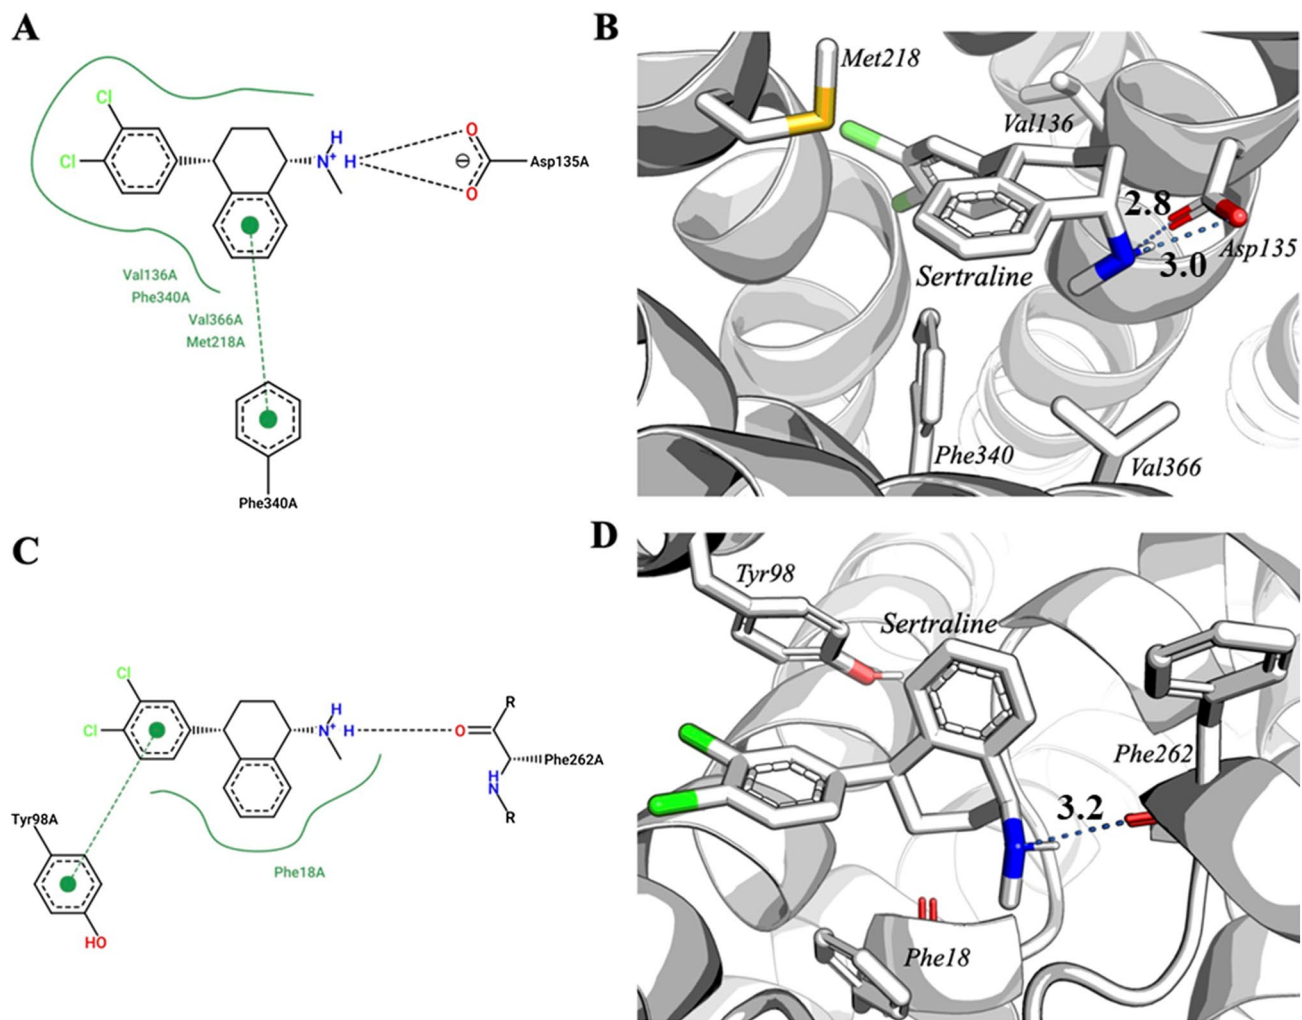 A
Cl
Cl
H
N+ H
O
⊖
O
Asp135A
Val136A
Phe340A
Val366A
Met218A
Phe340A
B
Met218
Val136
2.8
3.0
Asp135
Sertraline
Phe340
Val366
C
Cl
Cl
H
N+ H
O
R
Phe262A
H
N
R
Tyr98A
HO
Phe18A
D
Tyr98
Sertraline
Phe262
3.2
Phe18